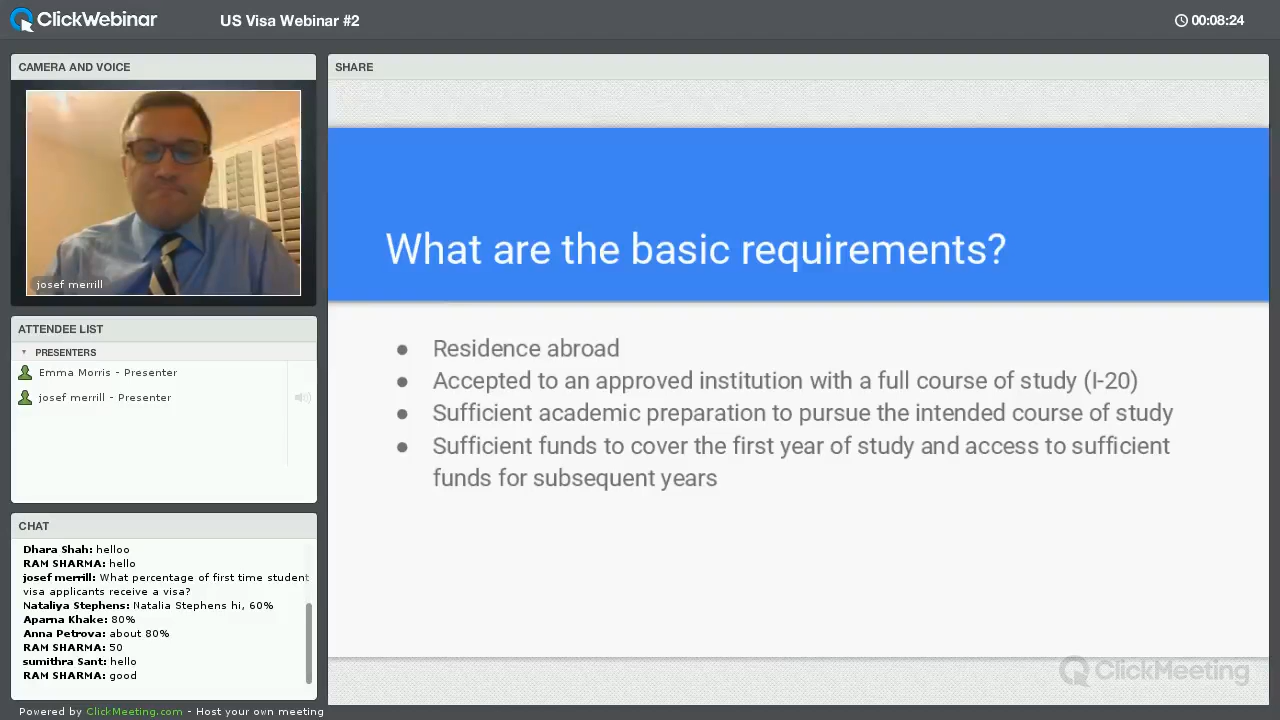 ClickWebinar
US Visa Webinar #2
00:08:24
CAMERA AND VOICE
josef merrill
ATTENDEE LIST
PRESENTERS
Emma Morris - Presenter
josef merrill - Presenter
CHAT
Dhara Shah: helloo
RAM SHARMA: hello
josef merrill: What percentage of first time student
visa applicants receive a visa?
Nataliya Stephens: Natalia Stephens hi, 60%
Aparna Khake: 80%
Anna Petrova: about 80%
RAM SHARMA: 50
sumithra Sant: hello
RAM SHARMA: good
Powered by ClickMeeting.com - Host your own meeting
SHARE
What are the basic requirements?
● Residence abroad
● Accepted to an approved institution with a full course of study (I-20)
● Sufficient academic preparation to pursue the intended course of study
● Sufficient funds to cover the first year of study and access to sufficient
funds for subsequent years
ClickMeeting